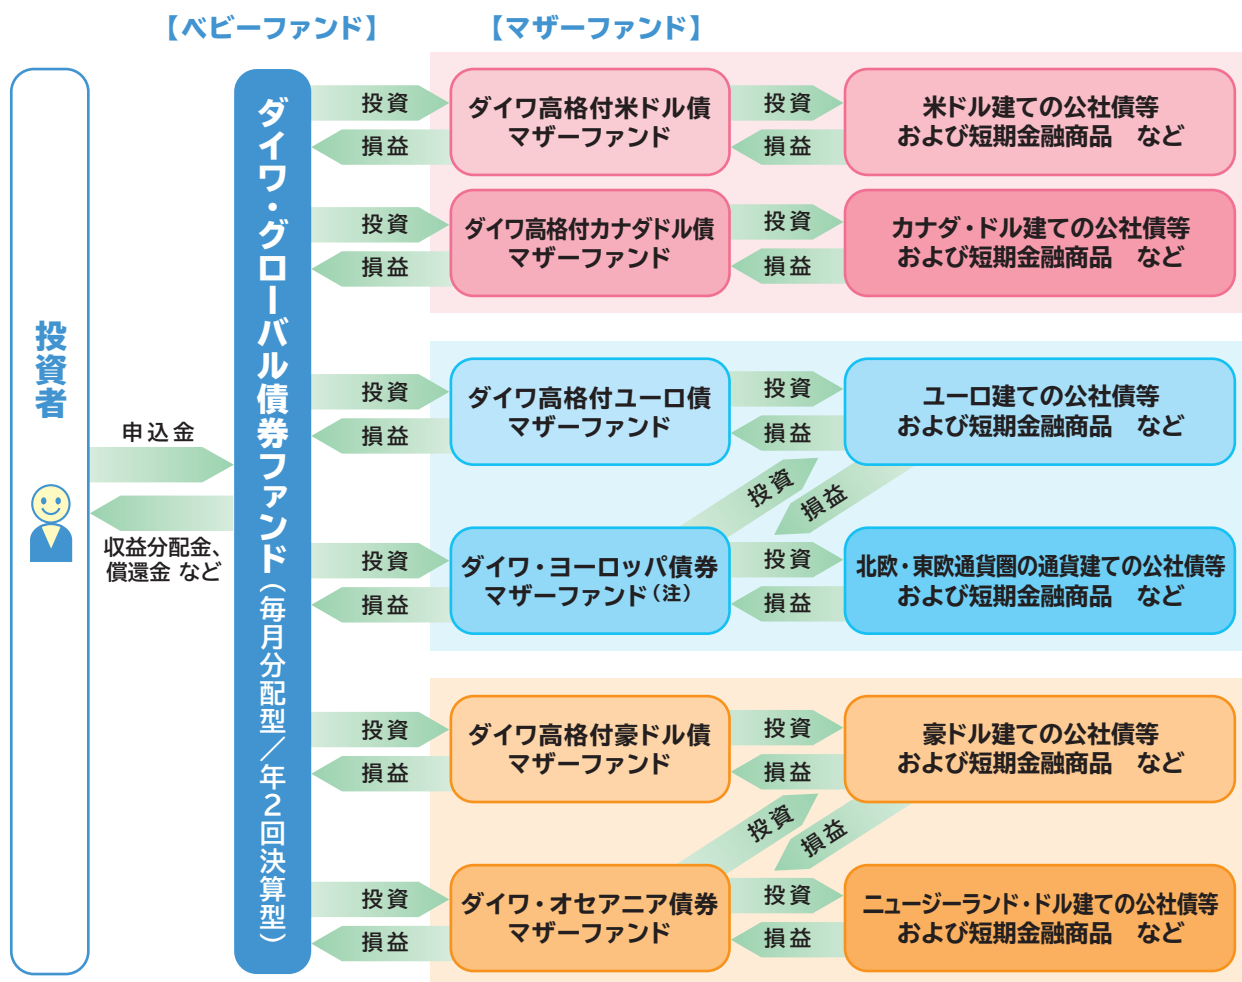 【ベビーファンド】
【マザーファンド】
投資者
申込金
収益分配金、
償還金 など
ダイワ・グローバル債券ファンド(毎月分配型／年2回決算型)
投資
損益
ダイワ高格付米ドル債
マザーファンド
投資
損益
米ドル建ての公社債等
および短期金融商品　など
投資
損益
ダイワ高格付カナダドル債
マザーファンド
投資
損益
カナダ・ドル建ての公社債等
および短期金融商品　など
投資
損益
ダイワ高格付ユーロ債
マザーファンド
投資
損益
ユーロ建ての公社債等
および短期金融商品　など
投資
損益
投資
損益
ダイワ・ヨーロッパ債券
マザーファンド(注)
投資
損益
北欧・東欧通貨圏の通貨建ての公社債等
および短期金融商品　など
投資
損益
ダイワ高格付豪ドル債
マザーファンド
投資
損益
豪ドル建ての公社債等
および短期金融商品　など
投資
損益
投資
損益
ダイワ・オセアニア債券
マザーファンド
投資
損益
ニュージーランド・ドル建ての公社債等
および短期金融商品　など